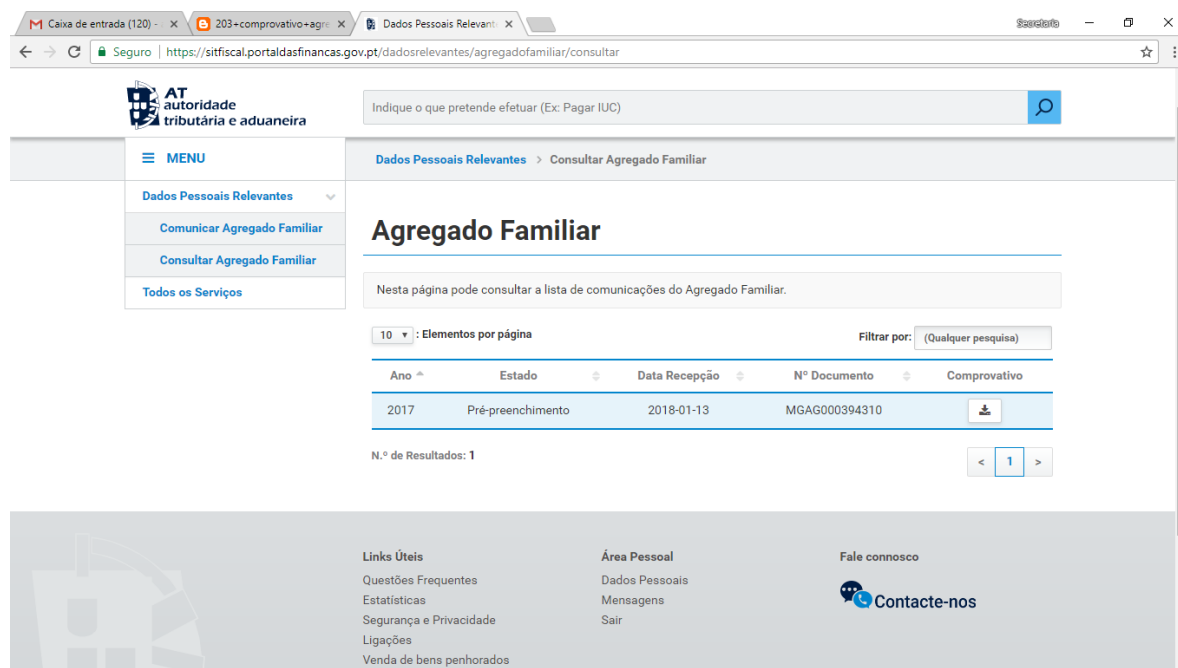 Caixa de entrada (120) -
203+comprovativo+agre
Dados Pessoais Relevant
Secretaria
Seguro | https://sitfiscal.portaldasfinancas.gov.pt/dadosrelevantes/agregadofamiliar/consultar
AT
autoridade
tributária e aduaneira
Indique o que pretende efetuar (Ex: Pagar IUC)
MENU
Dados Pessoais Relevantes > Consultar Agregado Familiar
Dados Pessoais Relevantes
Comunicar Agregado Familiar
Consultar Agregado Familiar
Todos os Serviços
Agregado Familiar
Nesta página pode consultar a lista de comunicações do Agregado Familiar.
10 : Elementos por página
Filtrar por: (Qualquer pesquisa)
Ano Estado Data Recepção Nº Documento Comprovativo
2017 Pré-preenchimento 2018-01-13 MGAG000394310
N.º de Resultados: 1
< 1 >
Links Úteis
Questões Frequentes
Estatísticas
Segurança e Privacidade
Ligações
Venda de bens penhorados
Área Pessoal
Dados Pessoais
Mensagens
Sair
Fale connosco
Contacte-nos